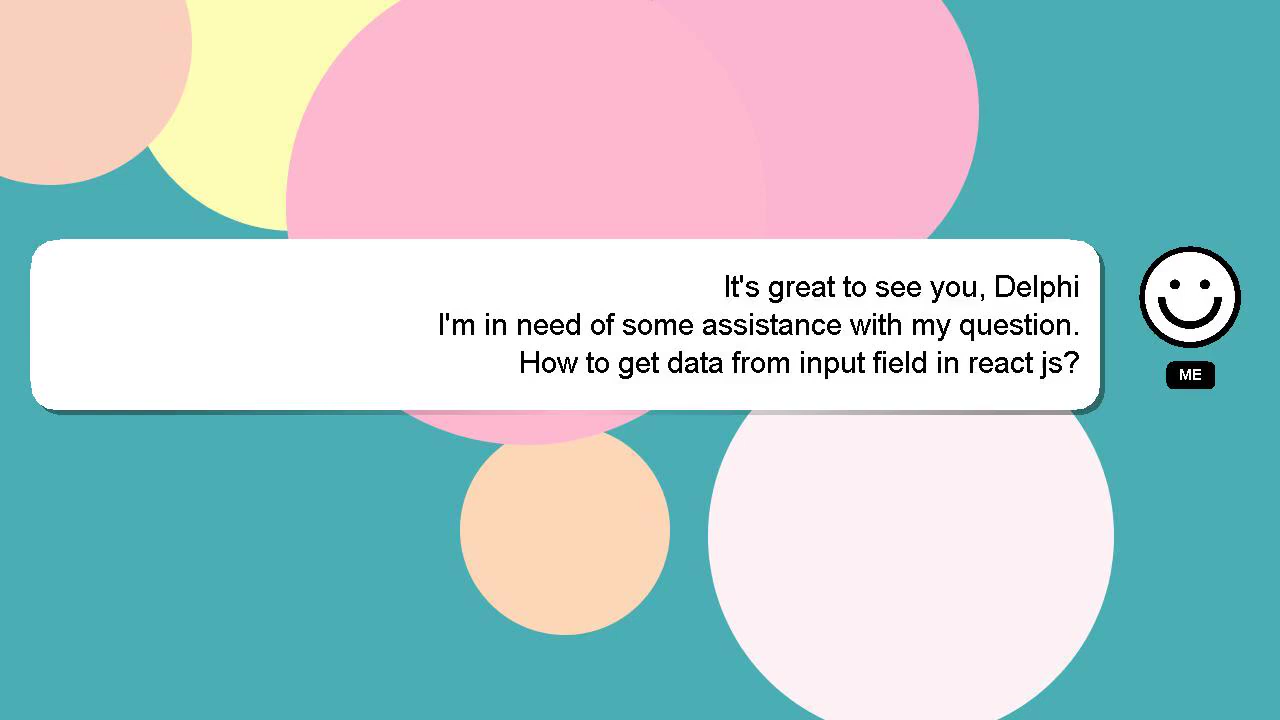 It's great to see you, Delphi
I'm in need of some assistance with my question.
How to get data from input field in react js?
ME